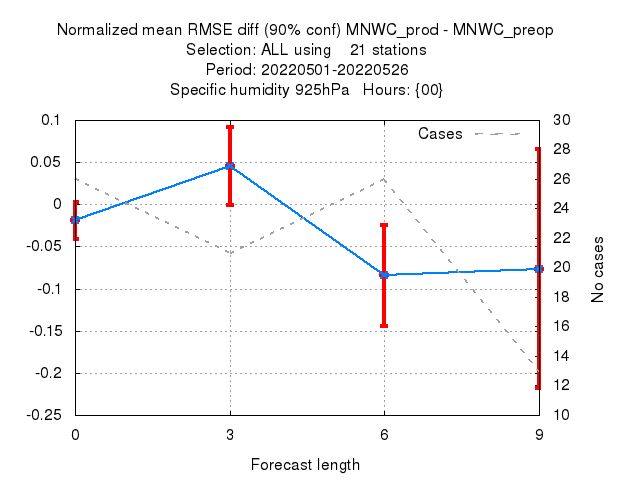 Normalized mean RMSE diff (90% conf) MNWC_prod - MNWC_preop
Selection: ALL using    21 stations
Period: 20220501-20220526
Specific humidity 925hPa   Hours: {00}
Cases
0.1
0.05
0
-0.05
-0.1
-0.15
-0.2
-0.25
30
28
26
24
22
20
18
16
14
12
10
No cases
0 3 6 9
Forecast length